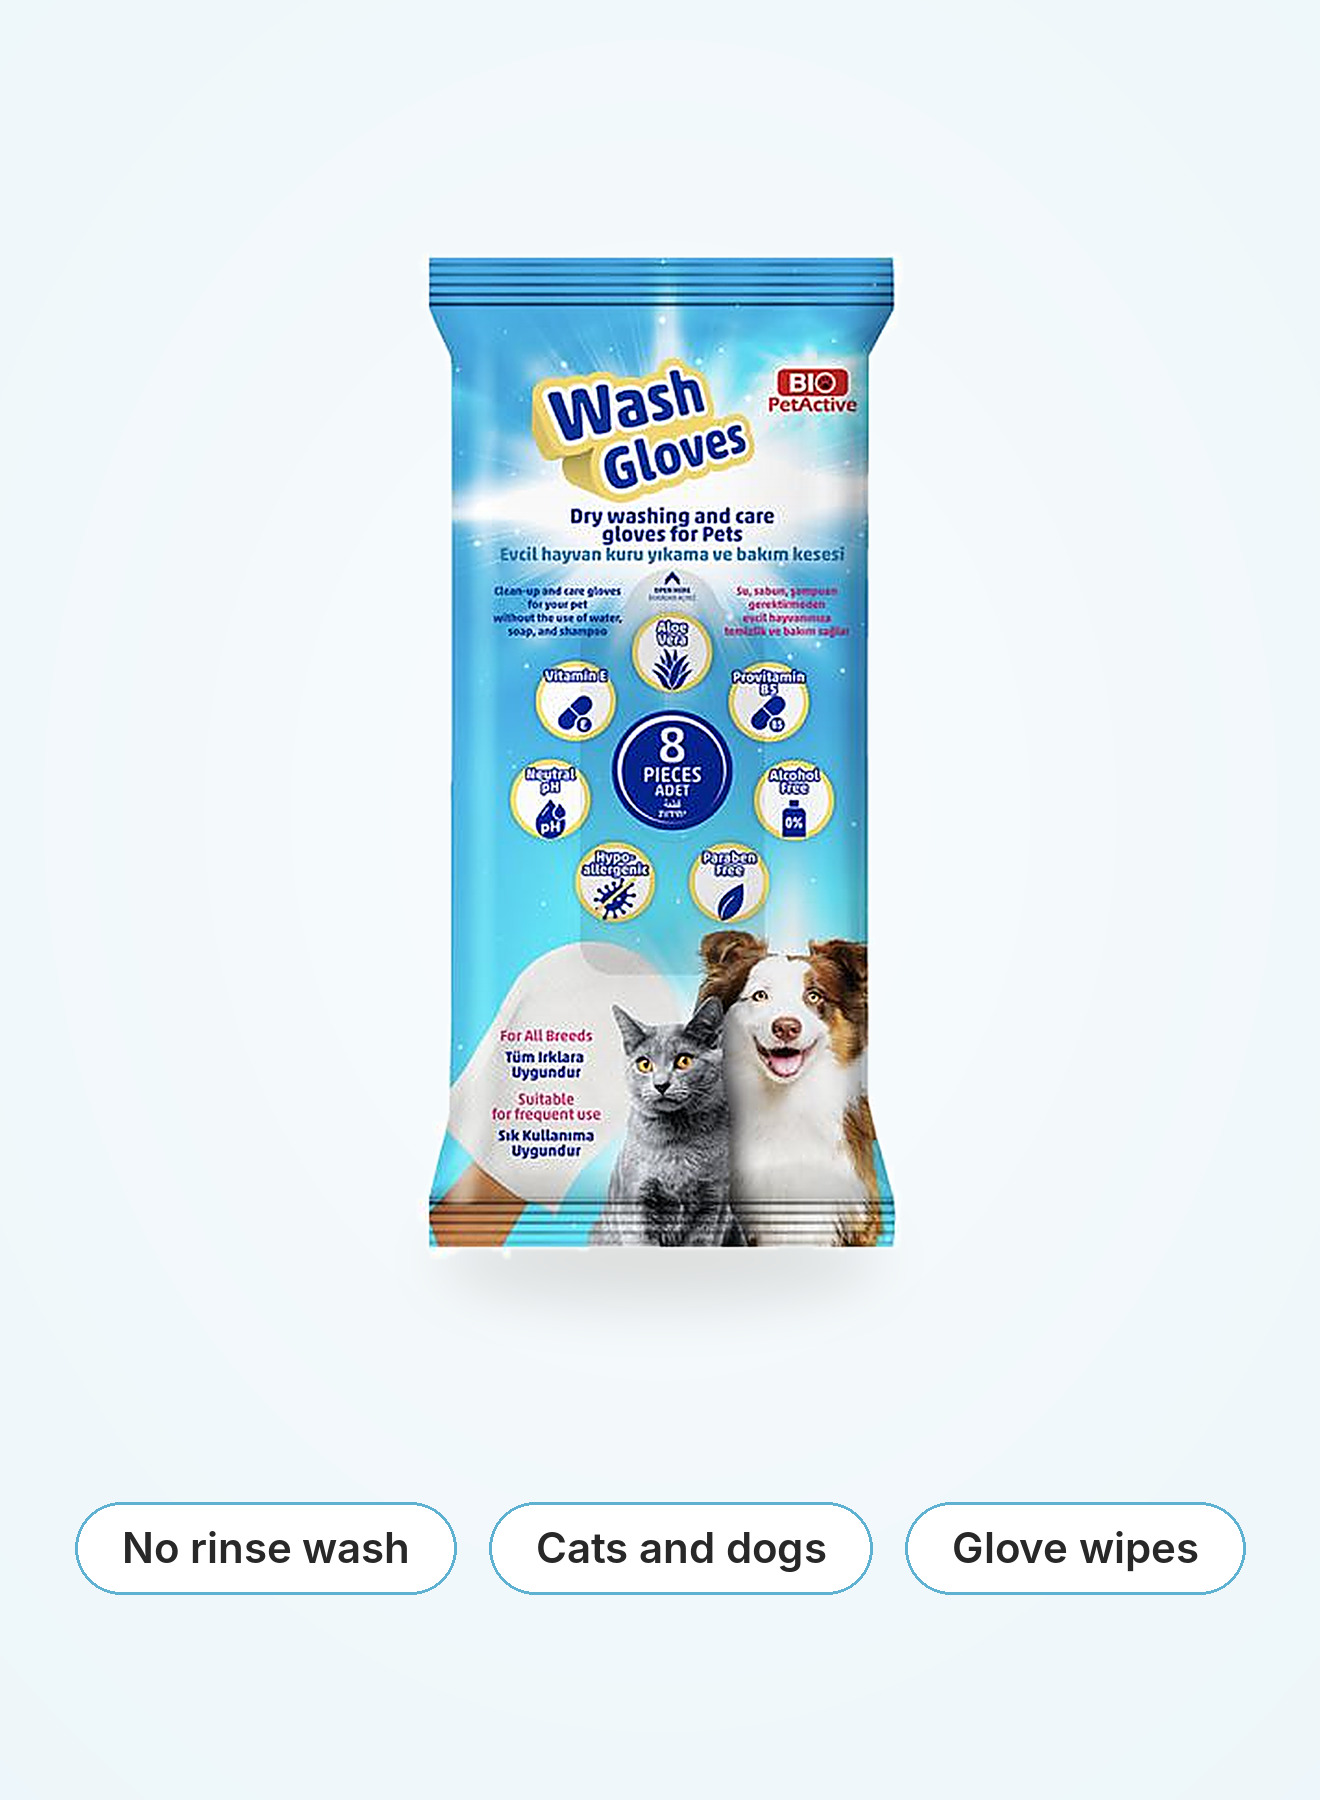 Wash
Gloves
BIO
PetActive
Dry washing and care
gloves for Pets
Evcil hayvan kuru yıkama ve bakım kesesi
Clean-up and care gloves
for your pet
without the use of water,
soap, and shampoo
OPEN HERE
Su, sabun, şampuan
gerektirmeden
evcil hayvanınıza
temizlik ve bakım sağlar
Aloe
Vera
Vitamin E
E
Provitamin
B5
B5
8
PIECES
ADET
Neutral
pH
pH
Alcohol
Free
0%
Hypo-
allergenic
Paraben
Free
For All Breeds
Tüm Irklara
Uygundur
Suitable
for frequent use
Sık Kullanıma
Uygundur
No rinse wash
Cats and dogs
Glove wipes